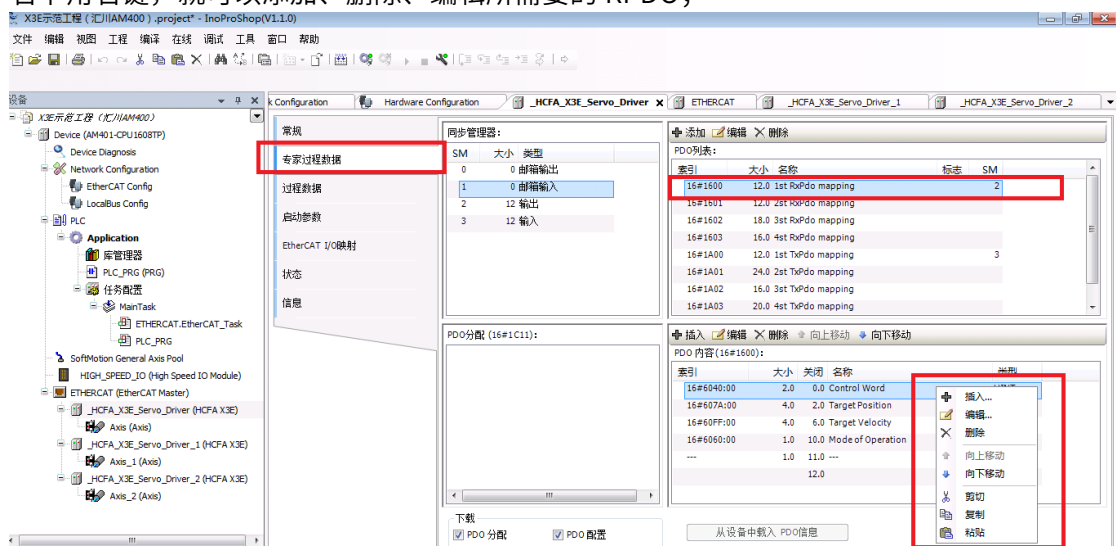 X3E示范工程（汇川AM400）.project* - InoProShop(V1.1.0)
文件 编辑 视图 工程 编译 在线 调试 工具 窗口 帮助
设备
X3E示范工程 (汇川AM400)
Device (AM401-CPU1608TP)
Device Diagnosis
Network Configuration
EtherCAT Config
LocalBus Config
PLC
Application
库管理器
PLC_PRG (PRG)
任务配置
MainTask
ETHERCAT.EtherCAT_Task
PLC_PRG
SoftMotion General Axis Pool
HIGH_SPEED_IO (High Speed IO Module)
ETHERCAT (EtherCAT Master)
_HCFA_X3E_Servo_Driver (HCFA X3E)
Axis (Axis)
_HCFA_X3E_Servo_Driver_1 (HCFA X3E)
Axis_1 (Axis)
_HCFA_X3E_Servo_Driver_2 (HCFA X3E)
Axis_2 (Axis)
k Configuration Hardware Configuration _HCFA_X3E_Servo_Driver ETHERCAT _HCFA_X3E_Servo_Driver_1 _HCFA_X3E_Servo_Driver_2
常规
专家过程数据
过程数据
启动参数
EtherCAT I/O映射
状态
信息
同步管理器：
SM 大小 类型
0 0 邮箱输出
1 0 邮箱输入
2 12 输出
3 12 输入
添加 编辑 删除
PDO列表：
索引 大小 名称 标志 SM
16#1600 12.0 1st RxPdo mapping 2
16#1601 12.0 2st RxPdo mapping
16#1602 18.0 3st RxPdo mapping
16#1603 16.0 4st RxPdo mapping
16#1A00 12.0 1st TxPdo mapping 3
16#1A01 24.0 2st TxPdo mapping
16#1A02 16.0 3st TxPdo mapping
16#1A03 20.0 4st TxPdo mapping
PDO分配 (16#1C11)：
插入 编辑 删除 向上移动 向下移动
PDO 内容(16#1600)：
索引 大小 关闭 名称 类型
16#6040:00 2.0 0.0 Control Word
16#607A:00 4.0 2.0 Target Position
16#60FF:00 4.0 6.0 Target Velocity
16#6060:00 1.0 10.0 Mode of Operation
--- 1.0 11.0 ---
12.0
插入...
编辑...
删除
向上移动
向下移动
剪切
复制
粘贴
下载
PDO 分配 PDO 配置
从设备中载入 PDO信息